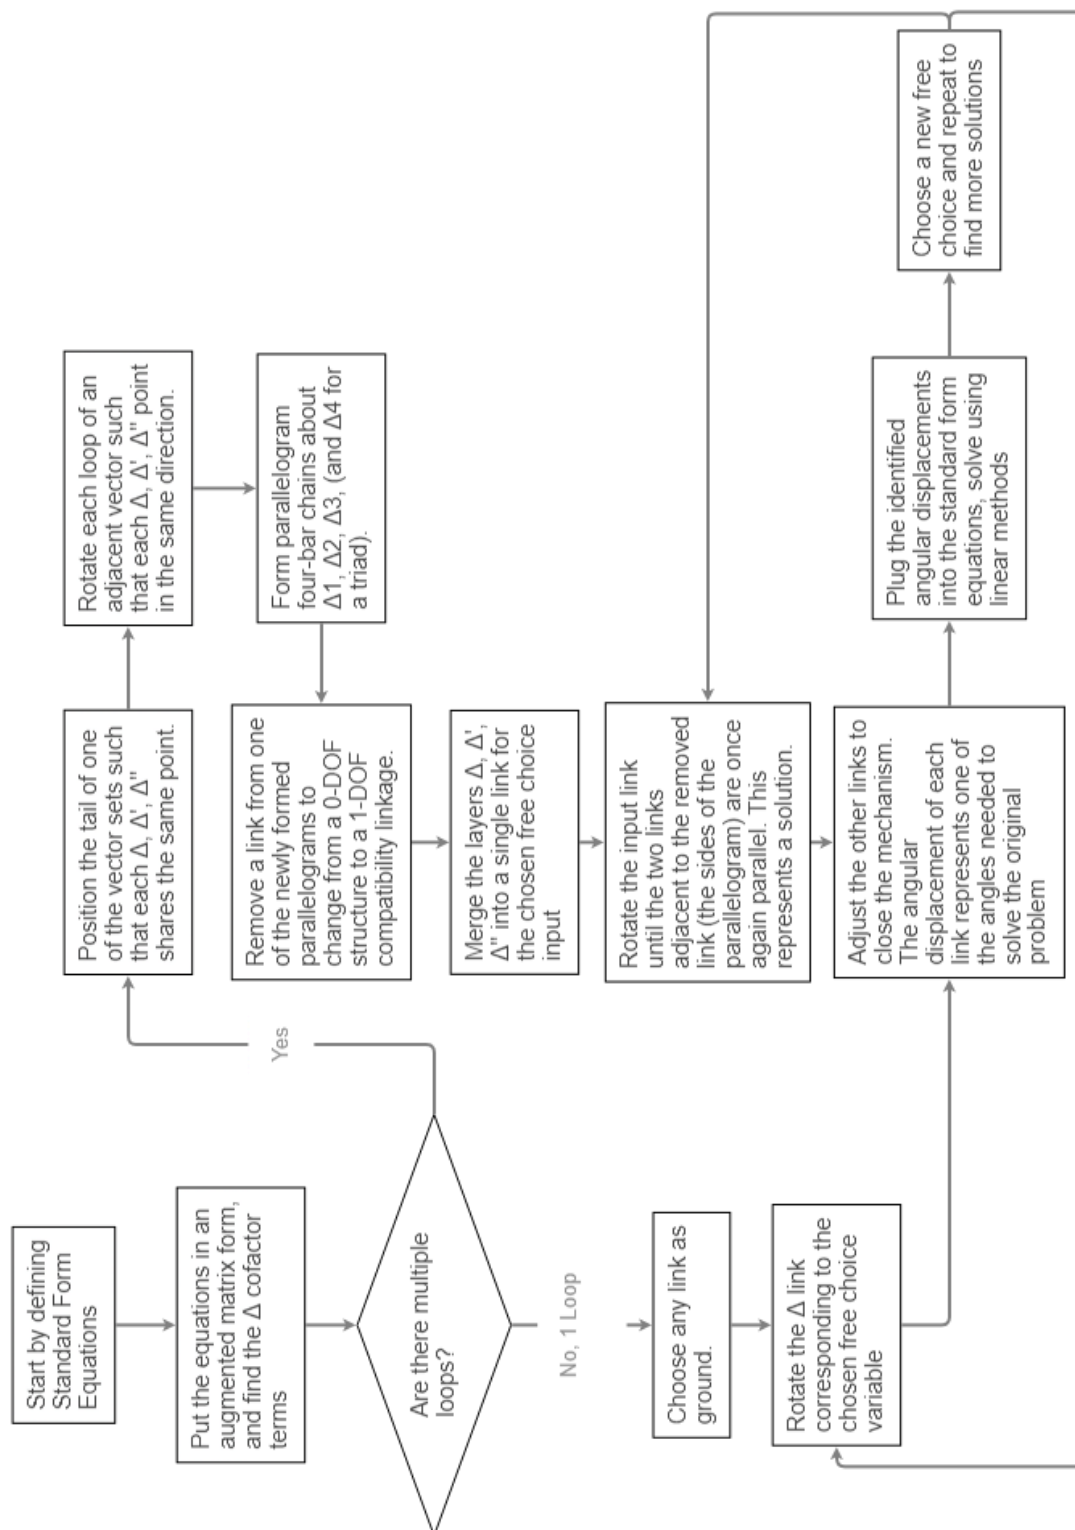 Start by defining
Standard Form
Equations
Put the equations in an
augmented matrix form,
and find the Δ cofactor
terms
Are there multiple
loops?
Yes
Position the tail of one
of the vector sets such
that each Δ, Δ', Δ''
shares the same point.
Rotate each loop of an
adjacent vector such
that each Δ, Δ', Δ'' point
in the same direction.
Form parallelogram
four-bar chains about
Δ1, Δ2, Δ3, (and Δ4 for
a triad).
Remove a link from one
of the newly formed
parallelograms to
change from a 0-DOF
structure to a 1-DOF
compatibility linkage.
Merge the layers Δ, Δ',
Δ'' into a single link for
the chosen free choice
input
Rotate the input link
until the two links
adjacent to the removed
link (the sides of the
parallelogram) are once
again parallel. This
represents a solution.
No, 1 Loop
Choose any link as
ground.
Rotate the Δ link
corresponding to the
chosen free choice
variable
Adjust the other links to
close the mechanism.
The angular
displacement of each
link represents one of
the angles needed to
solve the original
problem
Plug the identified
angular displacements
into the standard form
equations, solve using
linear methods
Choose a new free
choice and repeat to
find more solutions